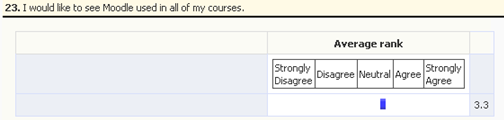 23. I would like to see Moodle used in all of my courses.
Average rank
Strongly Disagree Neutral Agree Strongly
Disagree Agree
3.3